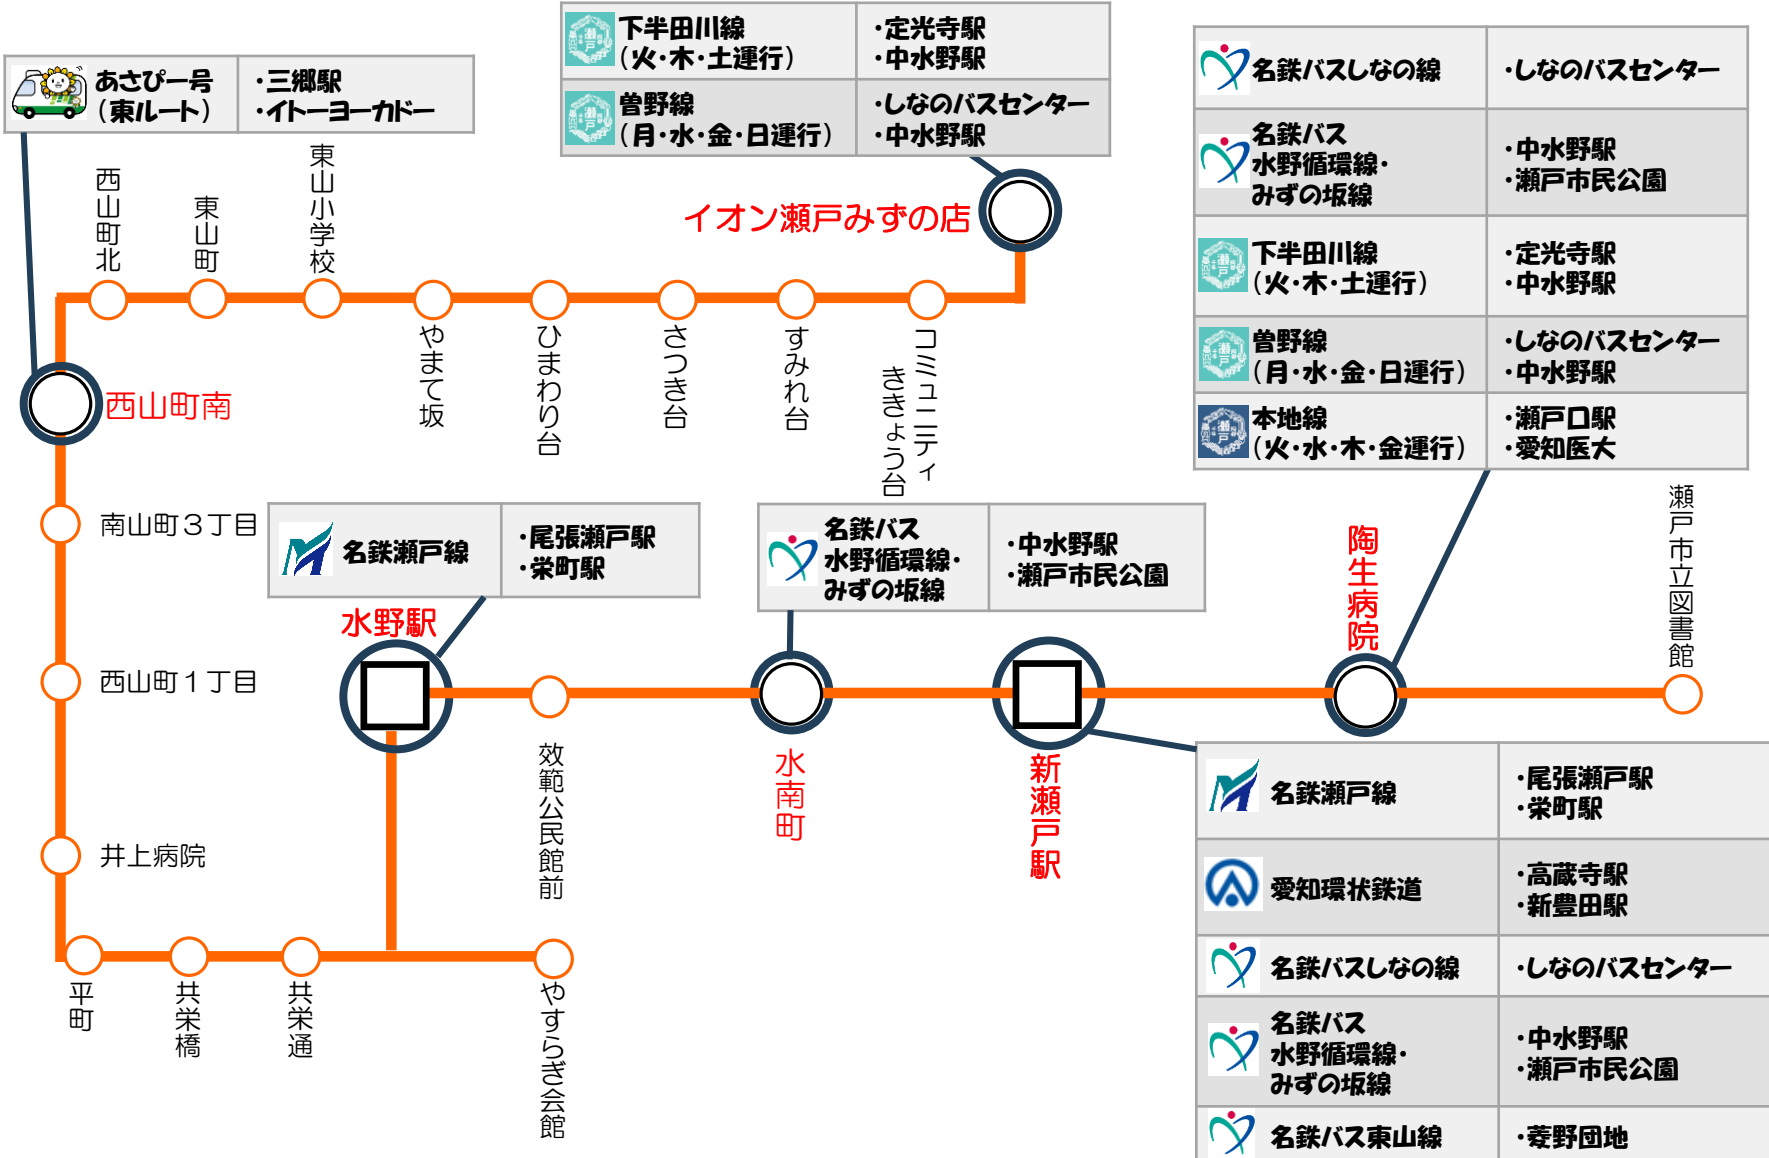 あさぴー号
(東ルート)
・三郷駅
・イトーヨーカドー
下半田川線
(火・木・土運行)
・定光寺駅
・中水野駅
曽野線
(月・水・金・日運行)
・しなのバスセンター
・中水野駅
名鉄バスしなの線
・しなのバスセンター
名鉄バス
水野循環線・
みずの坂線
・中水野駅
・瀬戸市民公園
下半田川線
(火・木・土運行)
・定光寺駅
・中水野駅
曽野線
(月・水・金・日運行)
・しなのバスセンター
・中水野駅
本地線
(火・水・木・金運行)
・瀬戸口駅
・愛知医大
イオン瀬戸みずの店
西山町北
東山町
東山小学校
やまて坂
ひまわり台
さつき台
すみれ台
コミュニティ
ききょう台
西山町南
南山町3丁目
西山町1丁目
井上病院
平町
共栄橋
共栄通
やすらぎ会館
名鉄瀬戸線
・尾張瀬戸駅
・栄町駅
水野駅
効範公民館前
名鉄バス
水野循環線・
みずの坂線
・中水野駅
・瀬戸市民公園
水南町
新瀬戸駅
陶生病院
瀬戸市立図書館
名鉄瀬戸線
・尾張瀬戸駅
・栄町駅
愛知環状鉄道
・高蔵寺駅
・新豊田駅
名鉄バスしなの線
・しなのバスセンター
名鉄バス
水野循環線・
みずの坂線
・中水野駅
・瀬戸市民公園
名鉄バス東山線
・菱野団地